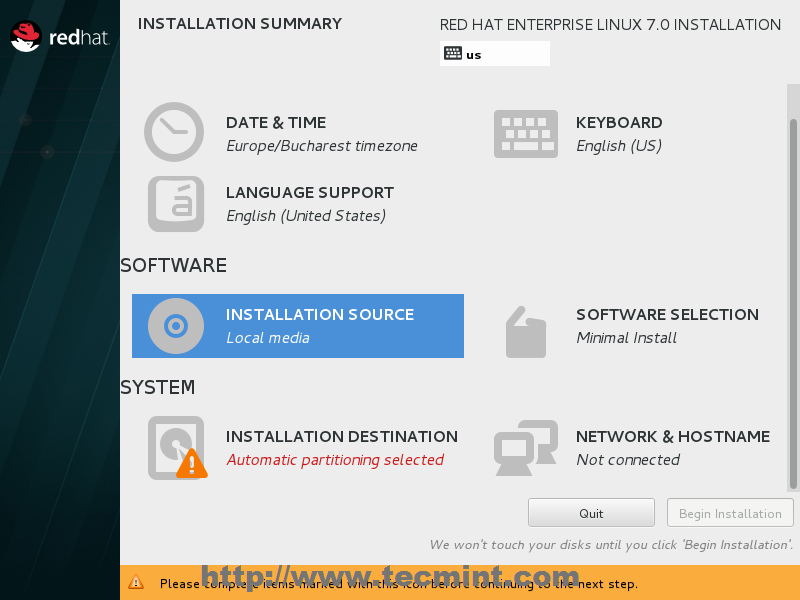 redhat.
INSTALLATION SUMMARY
RED HAT ENTERPRISE LINUX 7.0 INSTALLATION
us
DATE & TIME
Europe/Bucharest timezone
KEYBOARD
English (US)
LANGUAGE SUPPORT
English (United States)
SOFTWARE
INSTALLATION SOURCE
Local media
SOFTWARE SELECTION
Minimal Install
SYSTEM
INSTALLATION DESTINATION
Automatic partitioning selected
NETWORK & HOSTNAME
Not connected
Quit
Begin Installation
We won't touch your disks until you click 'Begin Installation'.
Please complete items marked with this icon before continuing to the next step.
http://www.tecmint.com